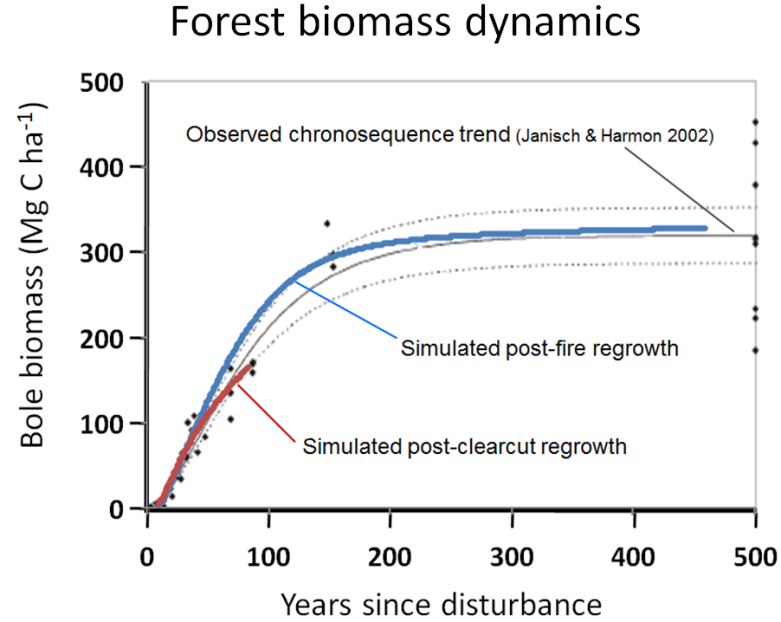 Forest biomass dynamics
500
400
300
200
100
0
Bole biomass (Mg C ha⁻¹)
Observed chronosequence trend (Janisch & Harmon 2002)
Simulated post-fire regrowth
Simulated post-clearcut regrowth
0 100 200 300 400 500
Years since disturbance